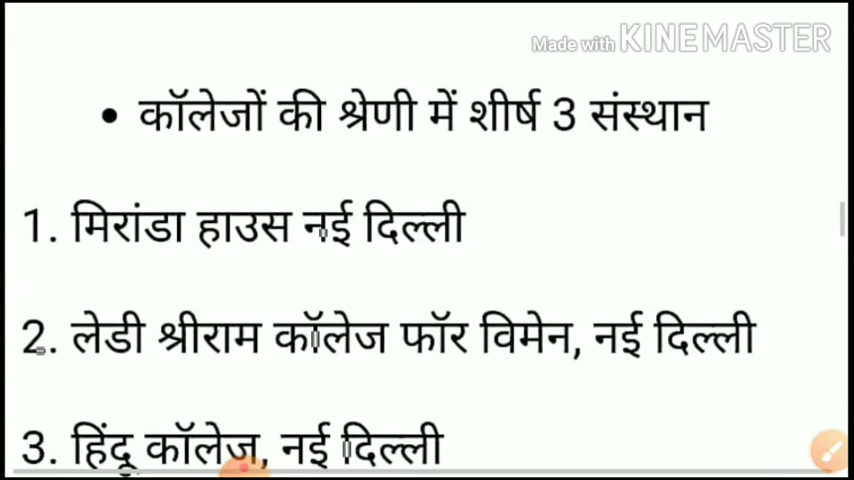 Made with KINEMASTER
• कॉलेजों की श्रेणी में शीर्ष 3 संस्थान
1. मिरांडा हाउस नई दिल्ली
2. लेडी श्रीराम कॉलेज फॉर विमेन, नई दिल्ली
3. हिंदू कॉलेज, नई दिल्ली